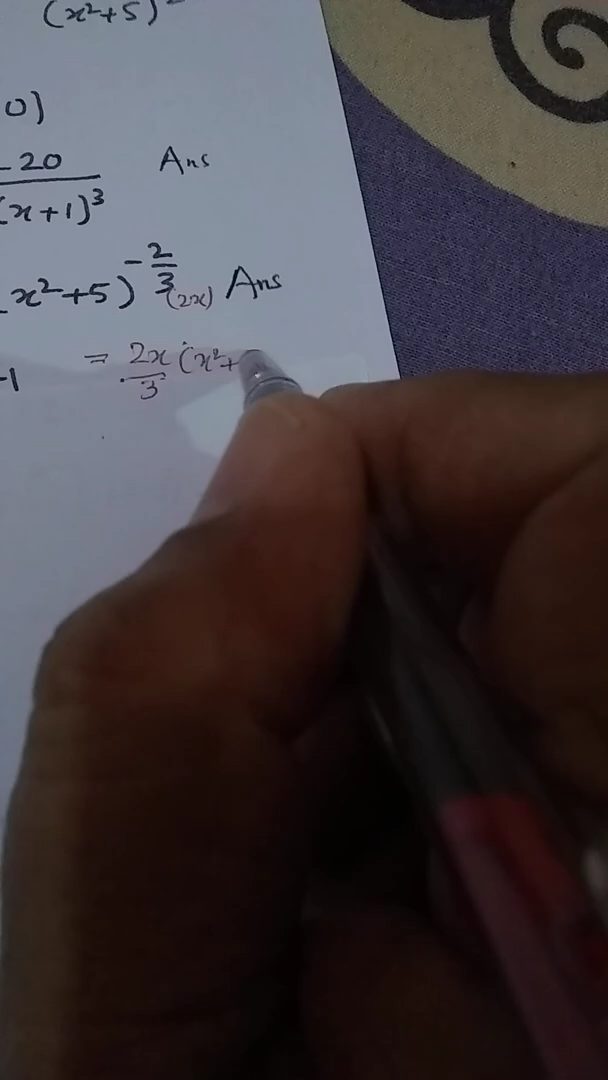 (x²+5)
0)
-20 / (x+1)³ Ans
(x²+5)^(-2/3) (2x) Ans
-1 = 2x/3 (x²+